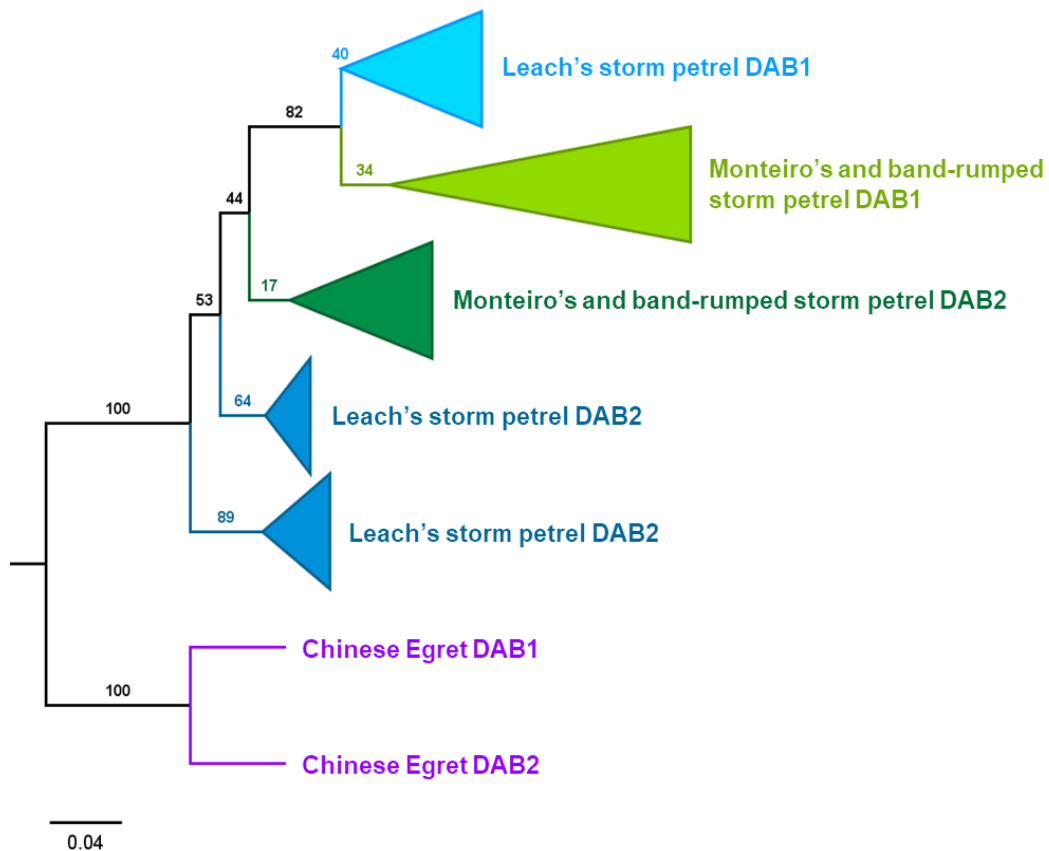 40
Leach's storm petrel DAB1
82
34
Monteiro's and band-rumped
storm petrel DAB1
44
17
Monteiro's and band-rumped storm petrel DAB2
53
64
Leach's storm petrel DAB2
100
89
Leach's storm petrel DAB2
Chinese Egret DAB1
100
Chinese Egret DAB2
0.04